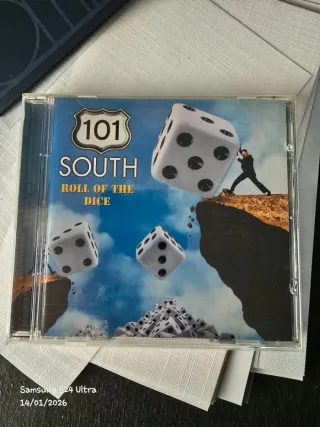 101
SOUTH
ROLL OF THE
DICE
Samsung S24 Ultra
14/01/2026